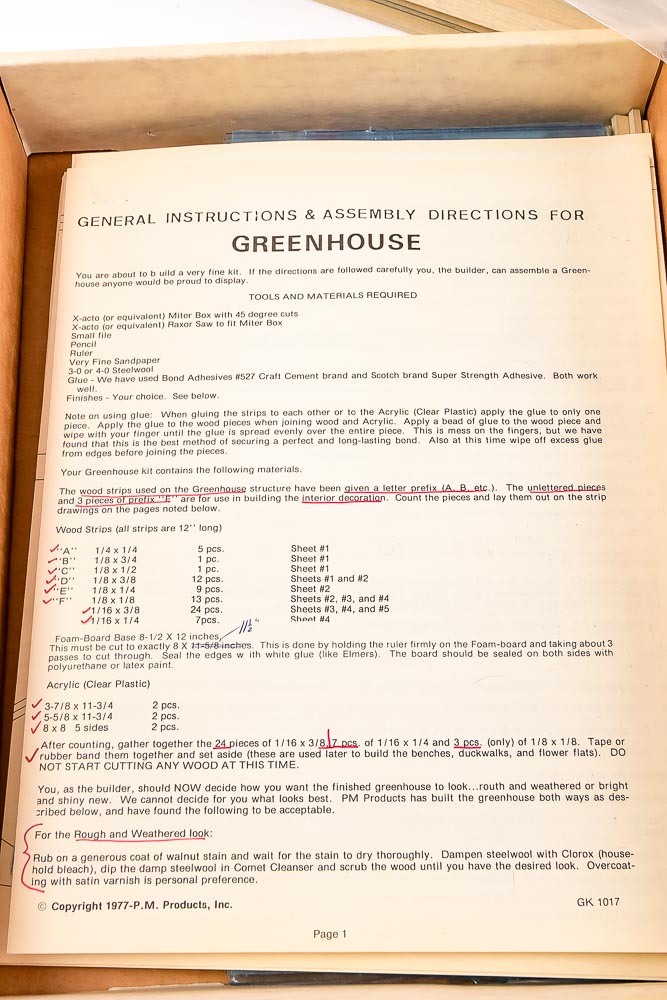 GENERAL INSTRUCTIONS & ASSEMBLY DIRECTIONS FOR
GREENHOUSE
You are about to b uild a very fine kit. If the directions are followed carefully you, the builder, can assemble a Green-
house anyone would be proud to display.
TOOLS AND MATERIALS REQUIRED
X-acto (or equivalent) Miter Box with 45 degree cuts
X-acto (or equivalent) Raxor Saw to fit Miter Box
Small file
Pencil
Ruler
Very Fine Sandpaper
3-0 or 4-0 Steelwool
Glue - We have used Bond Adhesives #527 Craft Cement brand and Scotch brand Super Strength Adhesive. Both work
well.
Finishes - Your choice. See below.
Note on using glue: When gluing the strips to each other or to the Acrylic (Clear Plastic) apply the glue to only one
piece. Apply the glue to the wood pieces when joining wood and Acrylic. Apply a bead of glue to the wood piece and
wipe with your finger until the glue is spread evenly over the entire piece. This is mess on the fingers, but we have
found that this is the best method of securing a perfect and long-lasting bond. Also at this time wipe off excess glue
from edges before joining the pieces.
Your Greenhouse kit contains the following materials.
The wood strips used on the Greenhouse structure have been given a letter prefix (A, B, etc.). The unlettered pieces
and 3 pieces of prefix "F" are for use in building the interior decoration. Count the pieces and lay them out on the strip
drawings on the pages noted below.
Wood Strips (all strips are 12" long)
"A" 1/4 x 1/4 5 pcs. Sheet #1
"B" 1/8 x 3/4 1 pc. Sheet #1
"C" 1/8 x 1/2 1 pc. Sheet #1
"D" 1/8 x 3/8 12 pcs. Sheets #1 and #2
"E" 1/8 x 1/4 9 pcs. Sheet #2
"F" 1/8 x 1/8 13 pcs. Sheets #2, #3, and #4
1/16 x 3/8 24 pcs. Sheets #3, #4, and #5
1/16 x 1/4 7pcs. Sheet #4
11½"
Foam-Board Base 8-1/2 X 12 inches,
This must be cut to exactly 8 X 11-5/8 inches. This is done by holding the ruler firmly on the Foam-board and taking about 3
passes to cut through. Seal the edges w ith white glue (like Elmers). The board should be sealed on both sides with
polyurethane or latex paint.
Acrylic (Clear Plastic)
3-7/8 x 11-3/4 2 pcs.
5-5/8 x 11-3/4 2 pcs.
8 x 8 5 sides 2 pcs.
After counting, gather together the 24 pieces of 1/16 x 3/8, 7 pcs. of 1/16 x 1/4 and 3 pcs. (only) of 1/8 x 1/8. Tape or
rubber band them together and set aside (these are used later to build the benches, duckwalks, and flower flats). DO
NOT START CUTTING ANY WOOD AT THIS TIME.
You, as the builder, should NOW decide how you want the finished greenhouse to look...routh and weathered or bright
and shiny new. We cannot decide for you what looks best. PM Products has built the greenhouse both ways as des-
cribed below, and have found the following to be acceptable.
For the Rough and Weathered look:
Rub on a generous coat of walnut stain and wait for the stain to dry thoroughly. Dampen steelwool with Clorox (house-
hold bleach), dip the damp steelwool in Comet Cleanser and scrub the wood until you have the desired look. Overcoat-
ing with satin varnish is personal preference.
© Copyright 1977-P.M. Products, Inc. GK 1017
Page 1